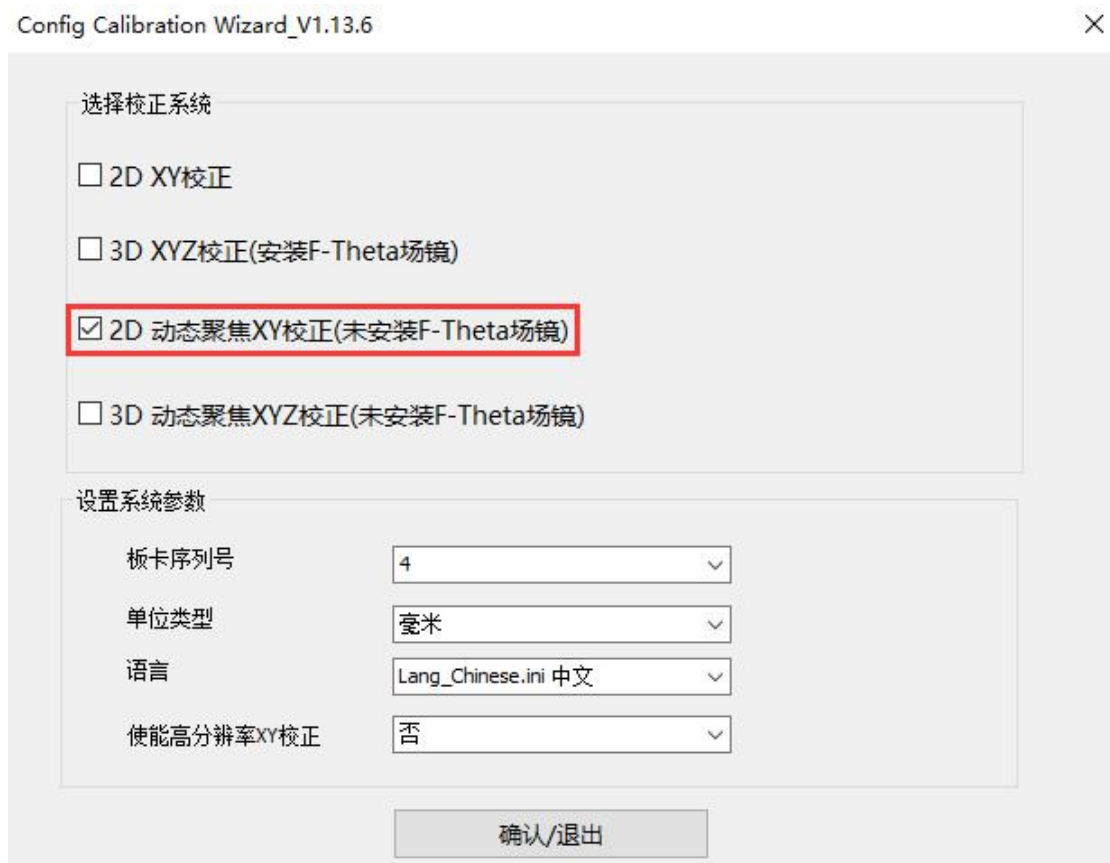 Config Calibration Wizard_V1.13.6
选择校正系统
2D XY校正
3D XYZ校正(安装F-Theta场镜)
2D 动态聚焦XY校正(未安装F-Theta场镜)
3D 动态聚焦XYZ校正(未安装F-Theta场镜)
设置系统参数
板卡序列号 4
单位类型 毫米
语言 Lang_Chinese.ini 中文
使能高分辨率XY校正 否
确认/退出